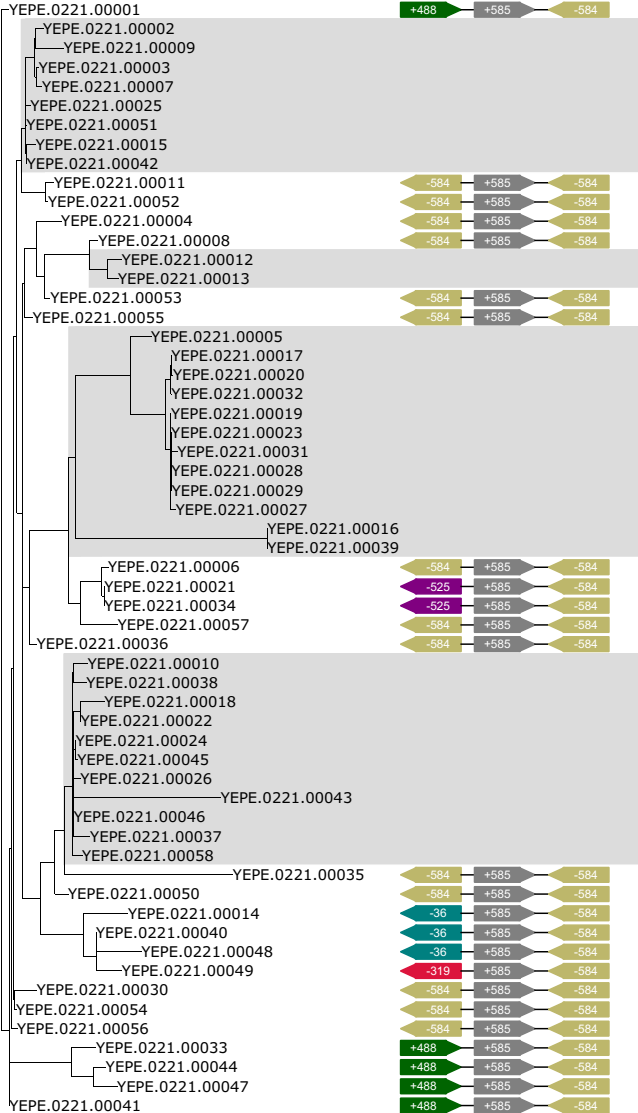 YEPE.0221.00001 +488 +585 -584
YEPE.0221.00002
YEPE.0221.00009
YEPE.0221.00003
YEPE.0221.00007
YEPE.0221.00025
YEPE.0221.00051
YEPE.0221.00015
YEPE.0221.00042
YEPE.0221.00011 -584 +585 -584
YEPE.0221.00052 -584 +585 -584
YEPE.0221.00004 -584 +585 -584
YEPE.0221.00008 -584 +585 -584
YEPE.0221.00012
YEPE.0221.00013
YEPE.0221.00053 -584 +585 -584
YEPE.0221.00055 -584 +585 -584
YEPE.0221.00005
YEPE.0221.00017
YEPE.0221.00020
YEPE.0221.00032
YEPE.0221.00019
YEPE.0221.00023
YEPE.0221.00031
YEPE.0221.00028
YEPE.0221.00029
YEPE.0221.00027
YEPE.0221.00016
YEPE.0221.00039
YEPE.0221.00006 -584 +585 -584
YEPE.0221.00021 -525 +585 -584
YEPE.0221.00034 -525 +585 -584
YEPE.0221.00057 -584 +585 -584
YEPE.0221.00036 -584 +585 -584
YEPE.0221.00010
YEPE.0221.00038
YEPE.0221.00018
YEPE.0221.00022
YEPE.0221.00024
YEPE.0221.00045
YEPE.0221.00026
YEPE.0221.00043
YEPE.0221.00046
YEPE.0221.00037
YEPE.0221.00058
YEPE.0221.00035 -584 +585 -584
YEPE.0221.00050 -584 +585 -584
YEPE.0221.00014 -36 +585 -584
YEPE.0221.00040 -36 +585 -584
YEPE.0221.00048 -36 +585 -584
YEPE.0221.00049 -319 +585 -584
YEPE.0221.00030 -584 +585 -584
YEPE.0221.00054 -584 +585 -584
YEPE.0221.00056 -584 +585 -584
YEPE.0221.00033 +488 +585 -584
YEPE.0221.00044 +488 +585 -584
YEPE.0221.00047 +488 +585 -584
YEPE.0221.00041 +488 +585 -584